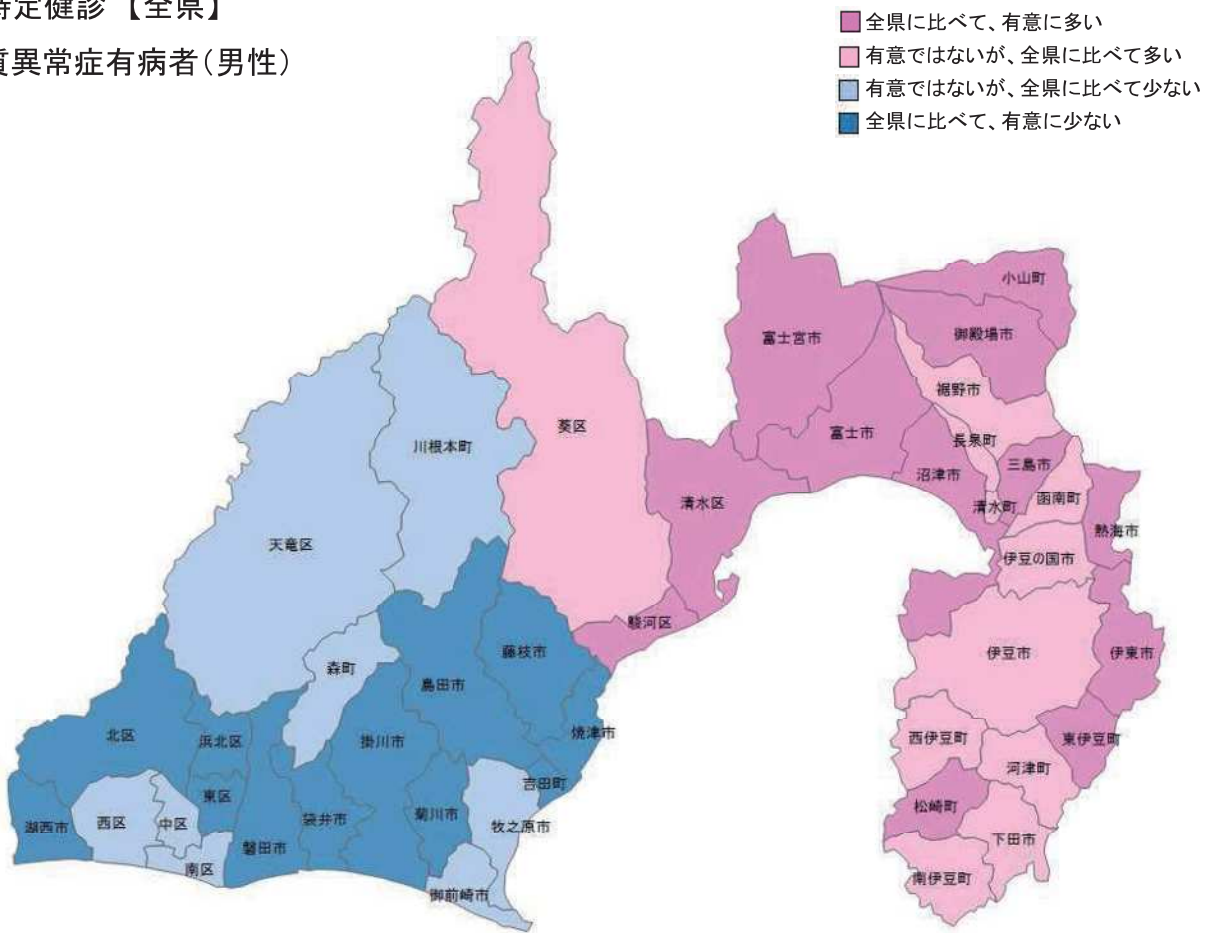 特定健診 【全県】
質異常症有病者(男性)
全県に比べて、有意に多い
有意ではないが、全県に比べて多い
有意ではないが、全県に比べて少ない
全県に比べて、有意に少ない
小山町
御殿場市
富士宮市
裾野市
葵区
富士市
長泉町
川根本町
三島市
沼津市
函南町
清水区
清水町
熱海市
天竜区
伊豆の国市
駿河区
藤枝市
伊豆市
伊東市
森町
島田市
焼津市
北区
浜北区
掛川市
西伊豆町
東伊豆町
河津町
吉田町
東区
松崎町
湖西市
西区
中区
袋井市
菊川市
牧之原市
磐田市
下田市
南区
南伊豆町
御前崎市